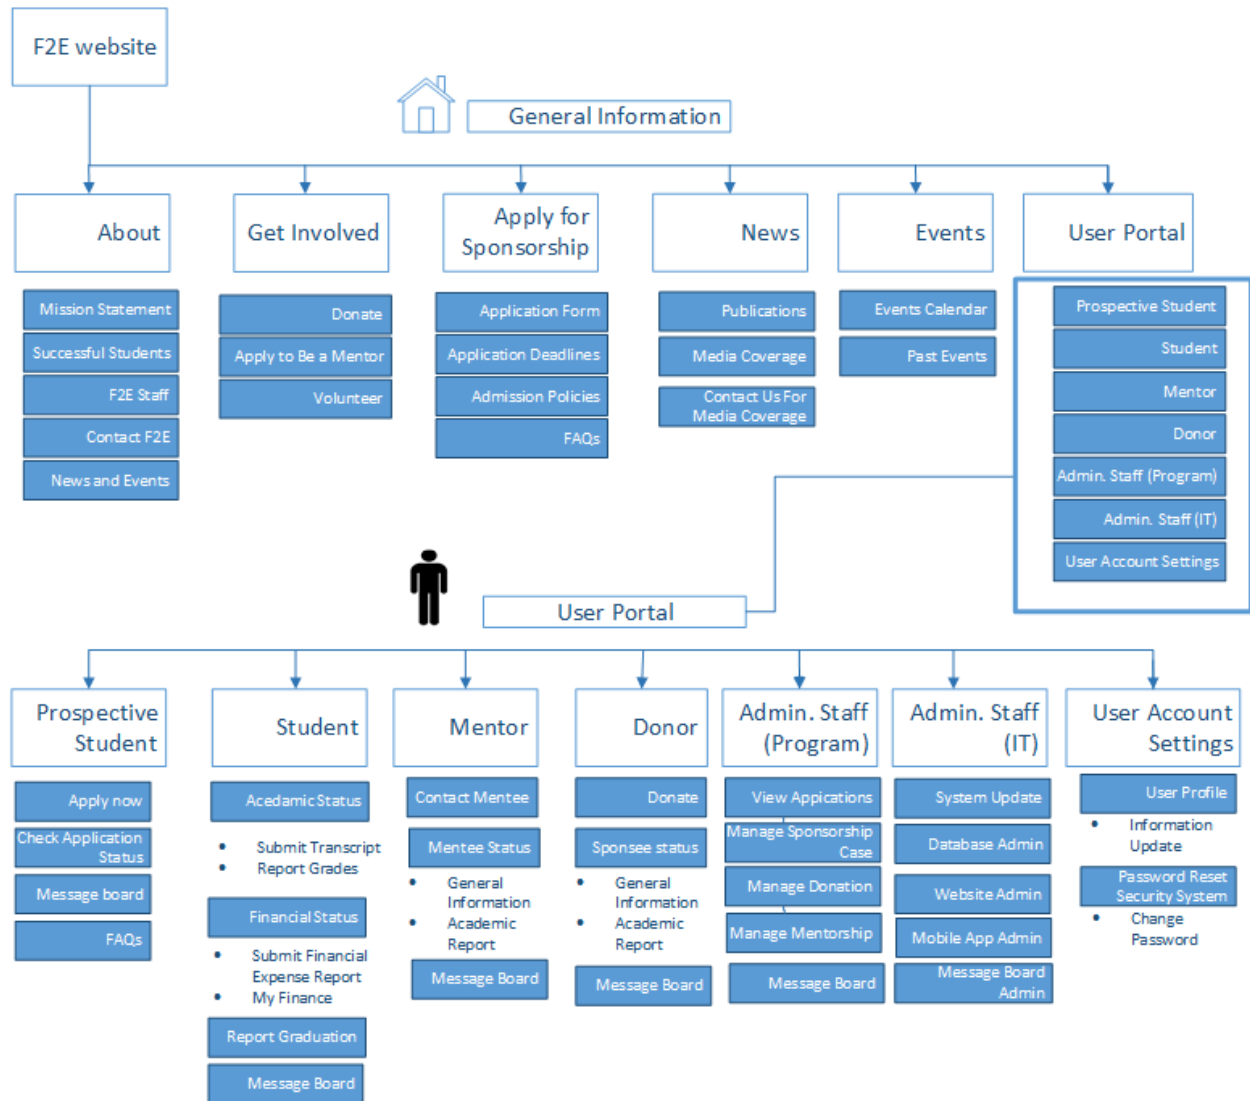 F2E website
General Information
About
Get Involved
Apply for
Sponsorship
News
Events
User Portal
Mission Statement
Successful Students
F2E Staff
Contact F2E
News and Events
Donate
Apply to Be a Mentor
Volunteer
Application Form
Application Deadlines
Admission Policies
FAQs
Publications
Media Coverage
Contact Us For
Media Coverage
Events Calendar
Past Events
Prospective Student
Student
Mentor
Donor
Admin. Staff (Program)
Admin. Staff (IT)
User Account Settings
User Portal
Prospective
Student
Apply now
Check Application
Status
Message board
FAQs
Student
Acedamic Status
• Submit Transcript
• Report Grades
Financial Status
• Submit Financial
Expense Report
• My Finance
Report Graduation
Message Board
Mentor
Contact Mentee
Mentee Status
• General
Information
• Academic
Report
Message Board
Donor
Donate
Sponsee status
• General
Information
• Academic
Report
Message Board
Admin. Staff
(Program)
View Appications
Manage Sponsorship
Case
Manage Donation
Manage Mentorship
Message Board
Admin. Staff
(IT)
System Update
Database Admin
Website Admin
Mobile App Admin
Message Board
Admin
User Account
Settings
User Profile
• Information
Update
Password Reset
Security System
• Change
Password